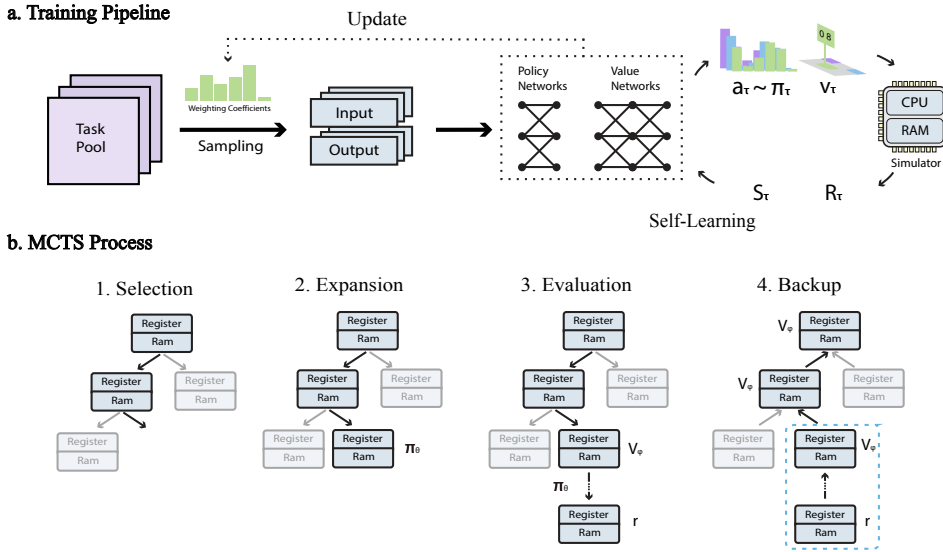 a. Training Pipeline
Update
Task
Pool
Weighting Coefficients
Sampling
Input
Output
Policy
Networks
Value
Networks
0 8
aτ ~ πτ
vτ
CPU
RAM
Simulator
Sτ
Rτ
Self-Learning
b. MCTS Process
1. Selection
Register
Ram
Register
Ram
Register
Ram
Register
Ram
2. Expansion
Register
Ram
Register
Ram
Register
Ram
Register
Ram
Register
Ram
πθ
3. Evaluation
Register
Ram
Register
Ram
Register
Ram
Register
Ram
Register
Ram
Vφ
πθ
Register
Ram
r
4. Backup
Vφ
Register
Ram
Vφ
Register
Ram
Register
Ram
Register
Ram
Register
Ram
Vφ
Register
Ram
r